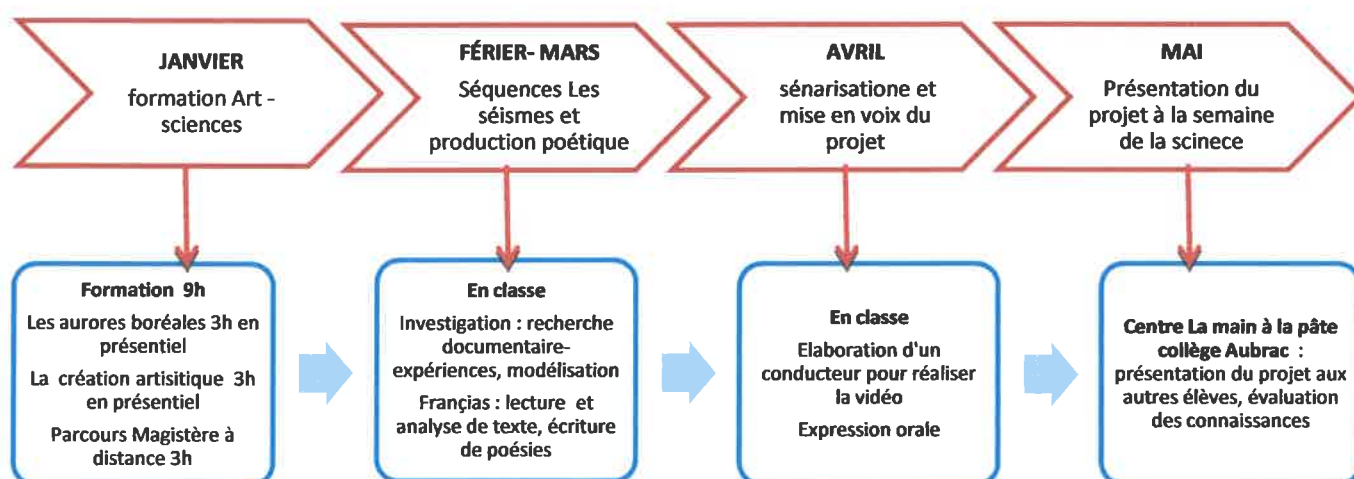 JANVIER
formation Art -
sciences
FÉRIER- MARS
Séquences Les
séismes et
production poétique
AVRIL
sénarisatione et
mise en voix du
projet
MAI
Présentation du
projet à la semaine
de la scinece
Formation 9h
Les aurores boréales 3h en
présentiel
La création artisitique 3h
en présentiel
Parcours Magistère à
distance 3h
En classe
Investigation : recherche
documentaire-
expériences, modélisation
Françias : lecture et
analyse de texte, écriture
de poésies
En classe
Elaboration d'un
conducteur pour réaliser
la vidéo
Expression orale
Centre La main à la pâte
collège Aubrac :
présentation du projet aux
autres élèves, évaluation
des connaissances